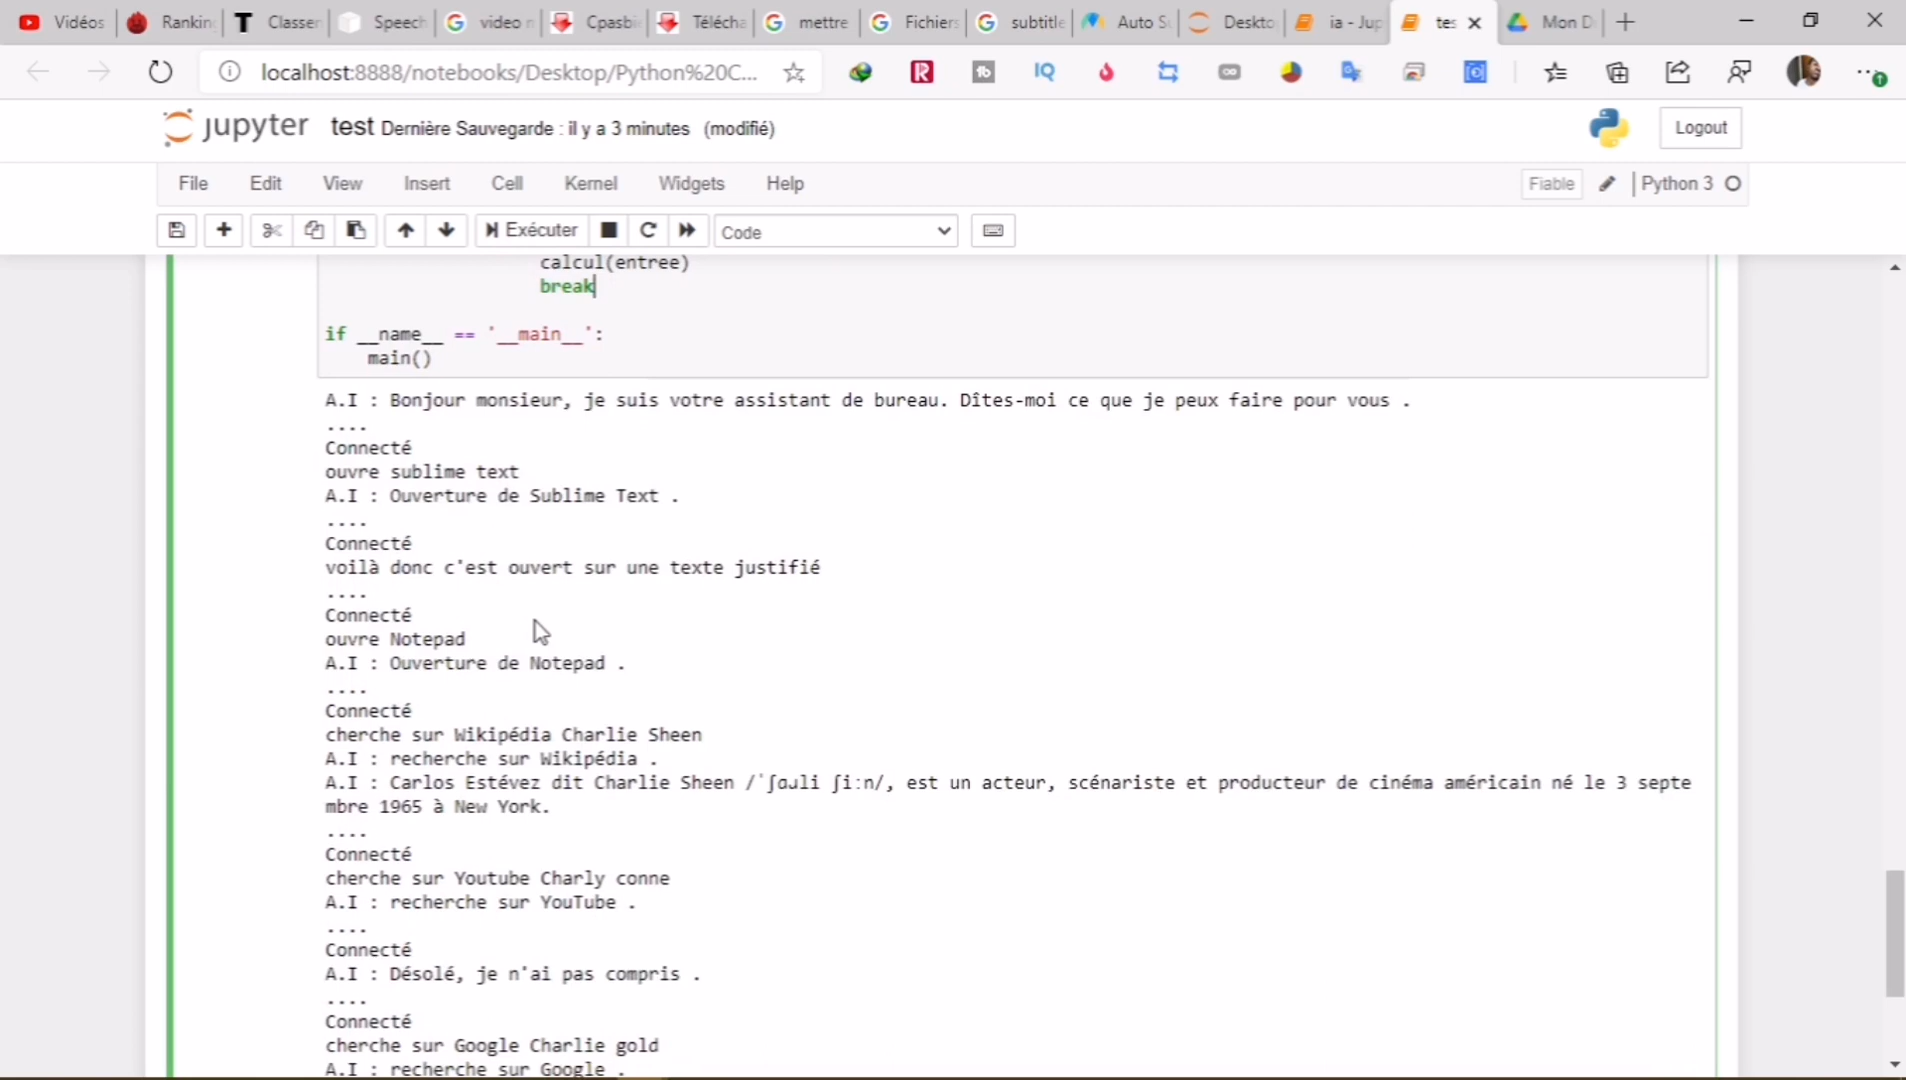 Vidéos
Rankin
Classer
Speech
video n
Cpasbi
Télécha
mettre
Fichiers
subtitle
Auto Su
Deskto
ia - Jup
tes
Mon D
localhost:8888/notebooks/Desktop/Python%20C...
jupyter test Dernière Sauvegarde : il y a 3 minutes (modifié)
Logout
File Edit View Insert Cell Kernel Widgets Help
Fiable
Python 3
Exécuter
Code
calcul(entree)
break
if __name__ == '__main__':
main()
A.I : Bonjour monsieur, je suis votre assistant de bureau. Dîtes-moi ce que je peux faire pour vous .
....
Connecté
ouvre sublime text
A.I : Ouverture de Sublime Text .
....
Connecté
voilà donc c'est ouvert sur une texte justifié
....
Connecté
ouvre Notepad
A.I : Ouverture de Notepad .
....
Connecté
cherche sur Wikipédia Charlie Sheen
A.I : recherche sur Wikipédia .
A.I : Carlos Estévez dit Charlie Sheen /ˈʃɑɹli ʃiːn/, est un acteur, scénariste et producteur de cinéma américain né le 3 septe
mbre 1965 à New York.
....
Connecté
cherche sur Youtube Charly conne
A.I : recherche sur YouTube .
....
Connecté
A.I : Désolé, je n'ai pas compris .
....
Connecté
cherche sur Google Charlie gold
A.I : recherche sur Google .